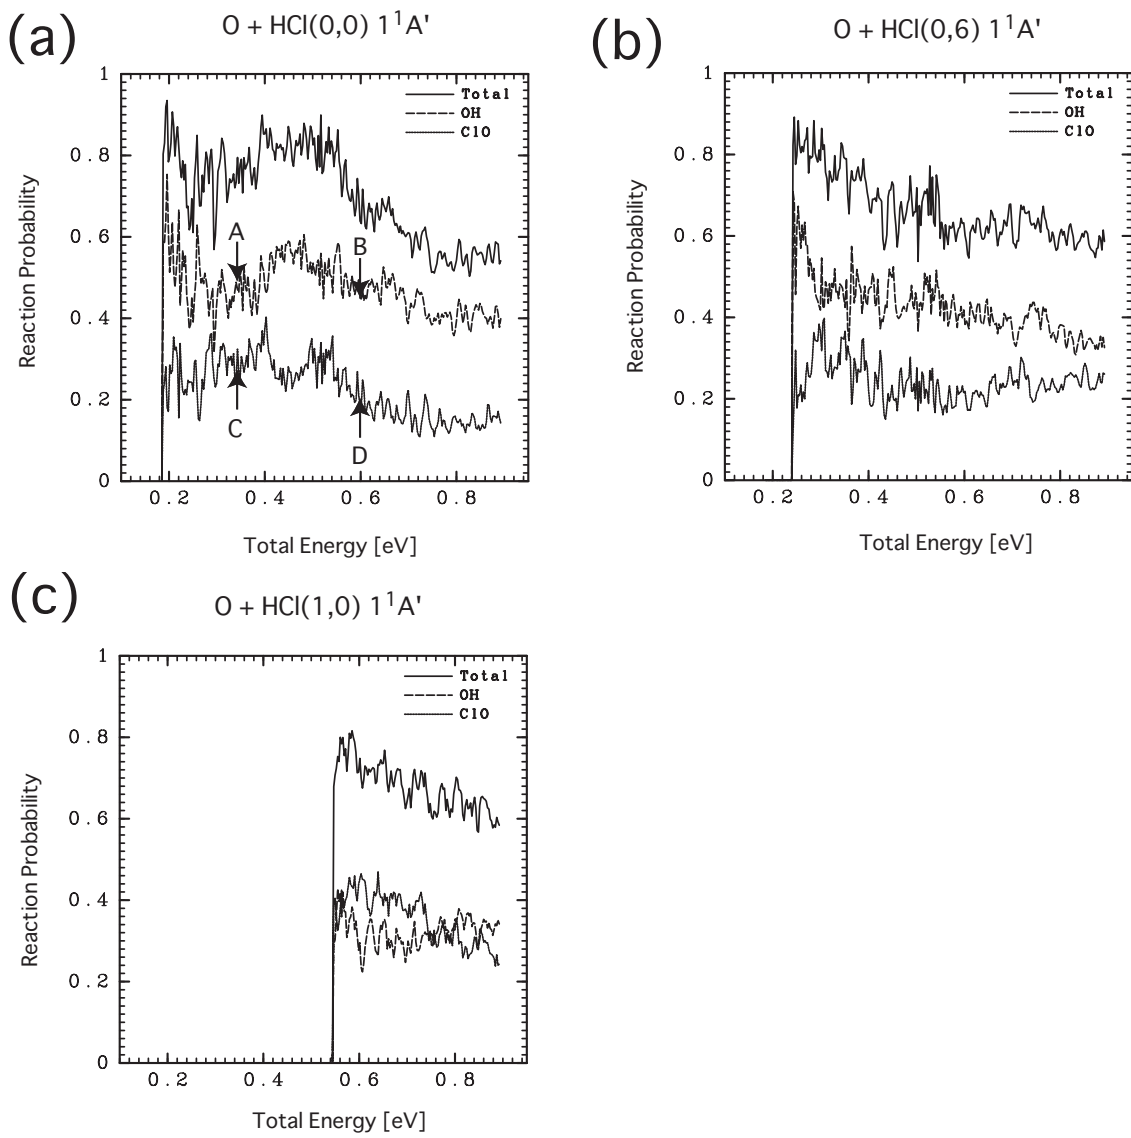 (a)
O + HCl(0,0) 1¹A'
1
0.8
0.6
0.4
0.2
0
Reaction Probability
Total
OH
ClO
A
B
C
D
0.2 0.4 0.6 0.8
Total Energy [eV]
(b)
O + HCl(0,6) 1¹A'
1
0.8
0.6
0.4
0.2
0
Reaction Probability
Total
OH
ClO
0.2 0.4 0.6 0.8
Total Energy [eV]
(c)
O + HCl(1,0) 1¹A'
1
0.8
0.6
0.4
0.2
0
Reaction Probability
Total
OH
ClO
0.2 0.4 0.6 0.8
Total Energy [eV]